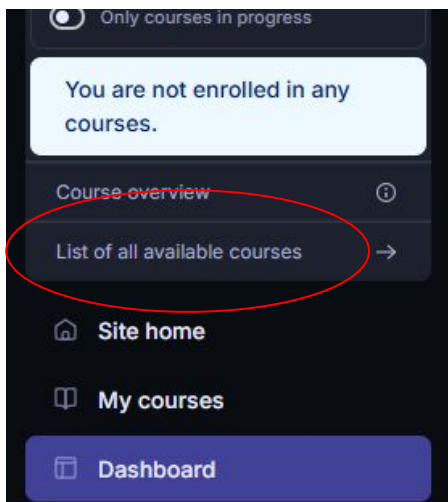 Only courses in progress
You are not enrolled in any
courses.
Course overview
List of all available courses
Site home
My courses
Dashboard